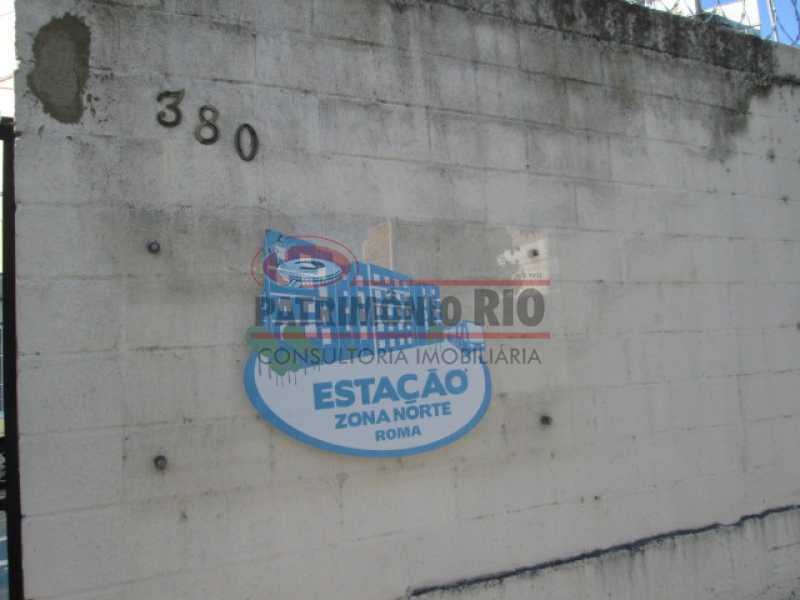 380
PATRIMÔNIO RIO
CONSULTORIA IMOBILIÁRIA
ESTAÇÃO
ZONA NORTE
ROMA